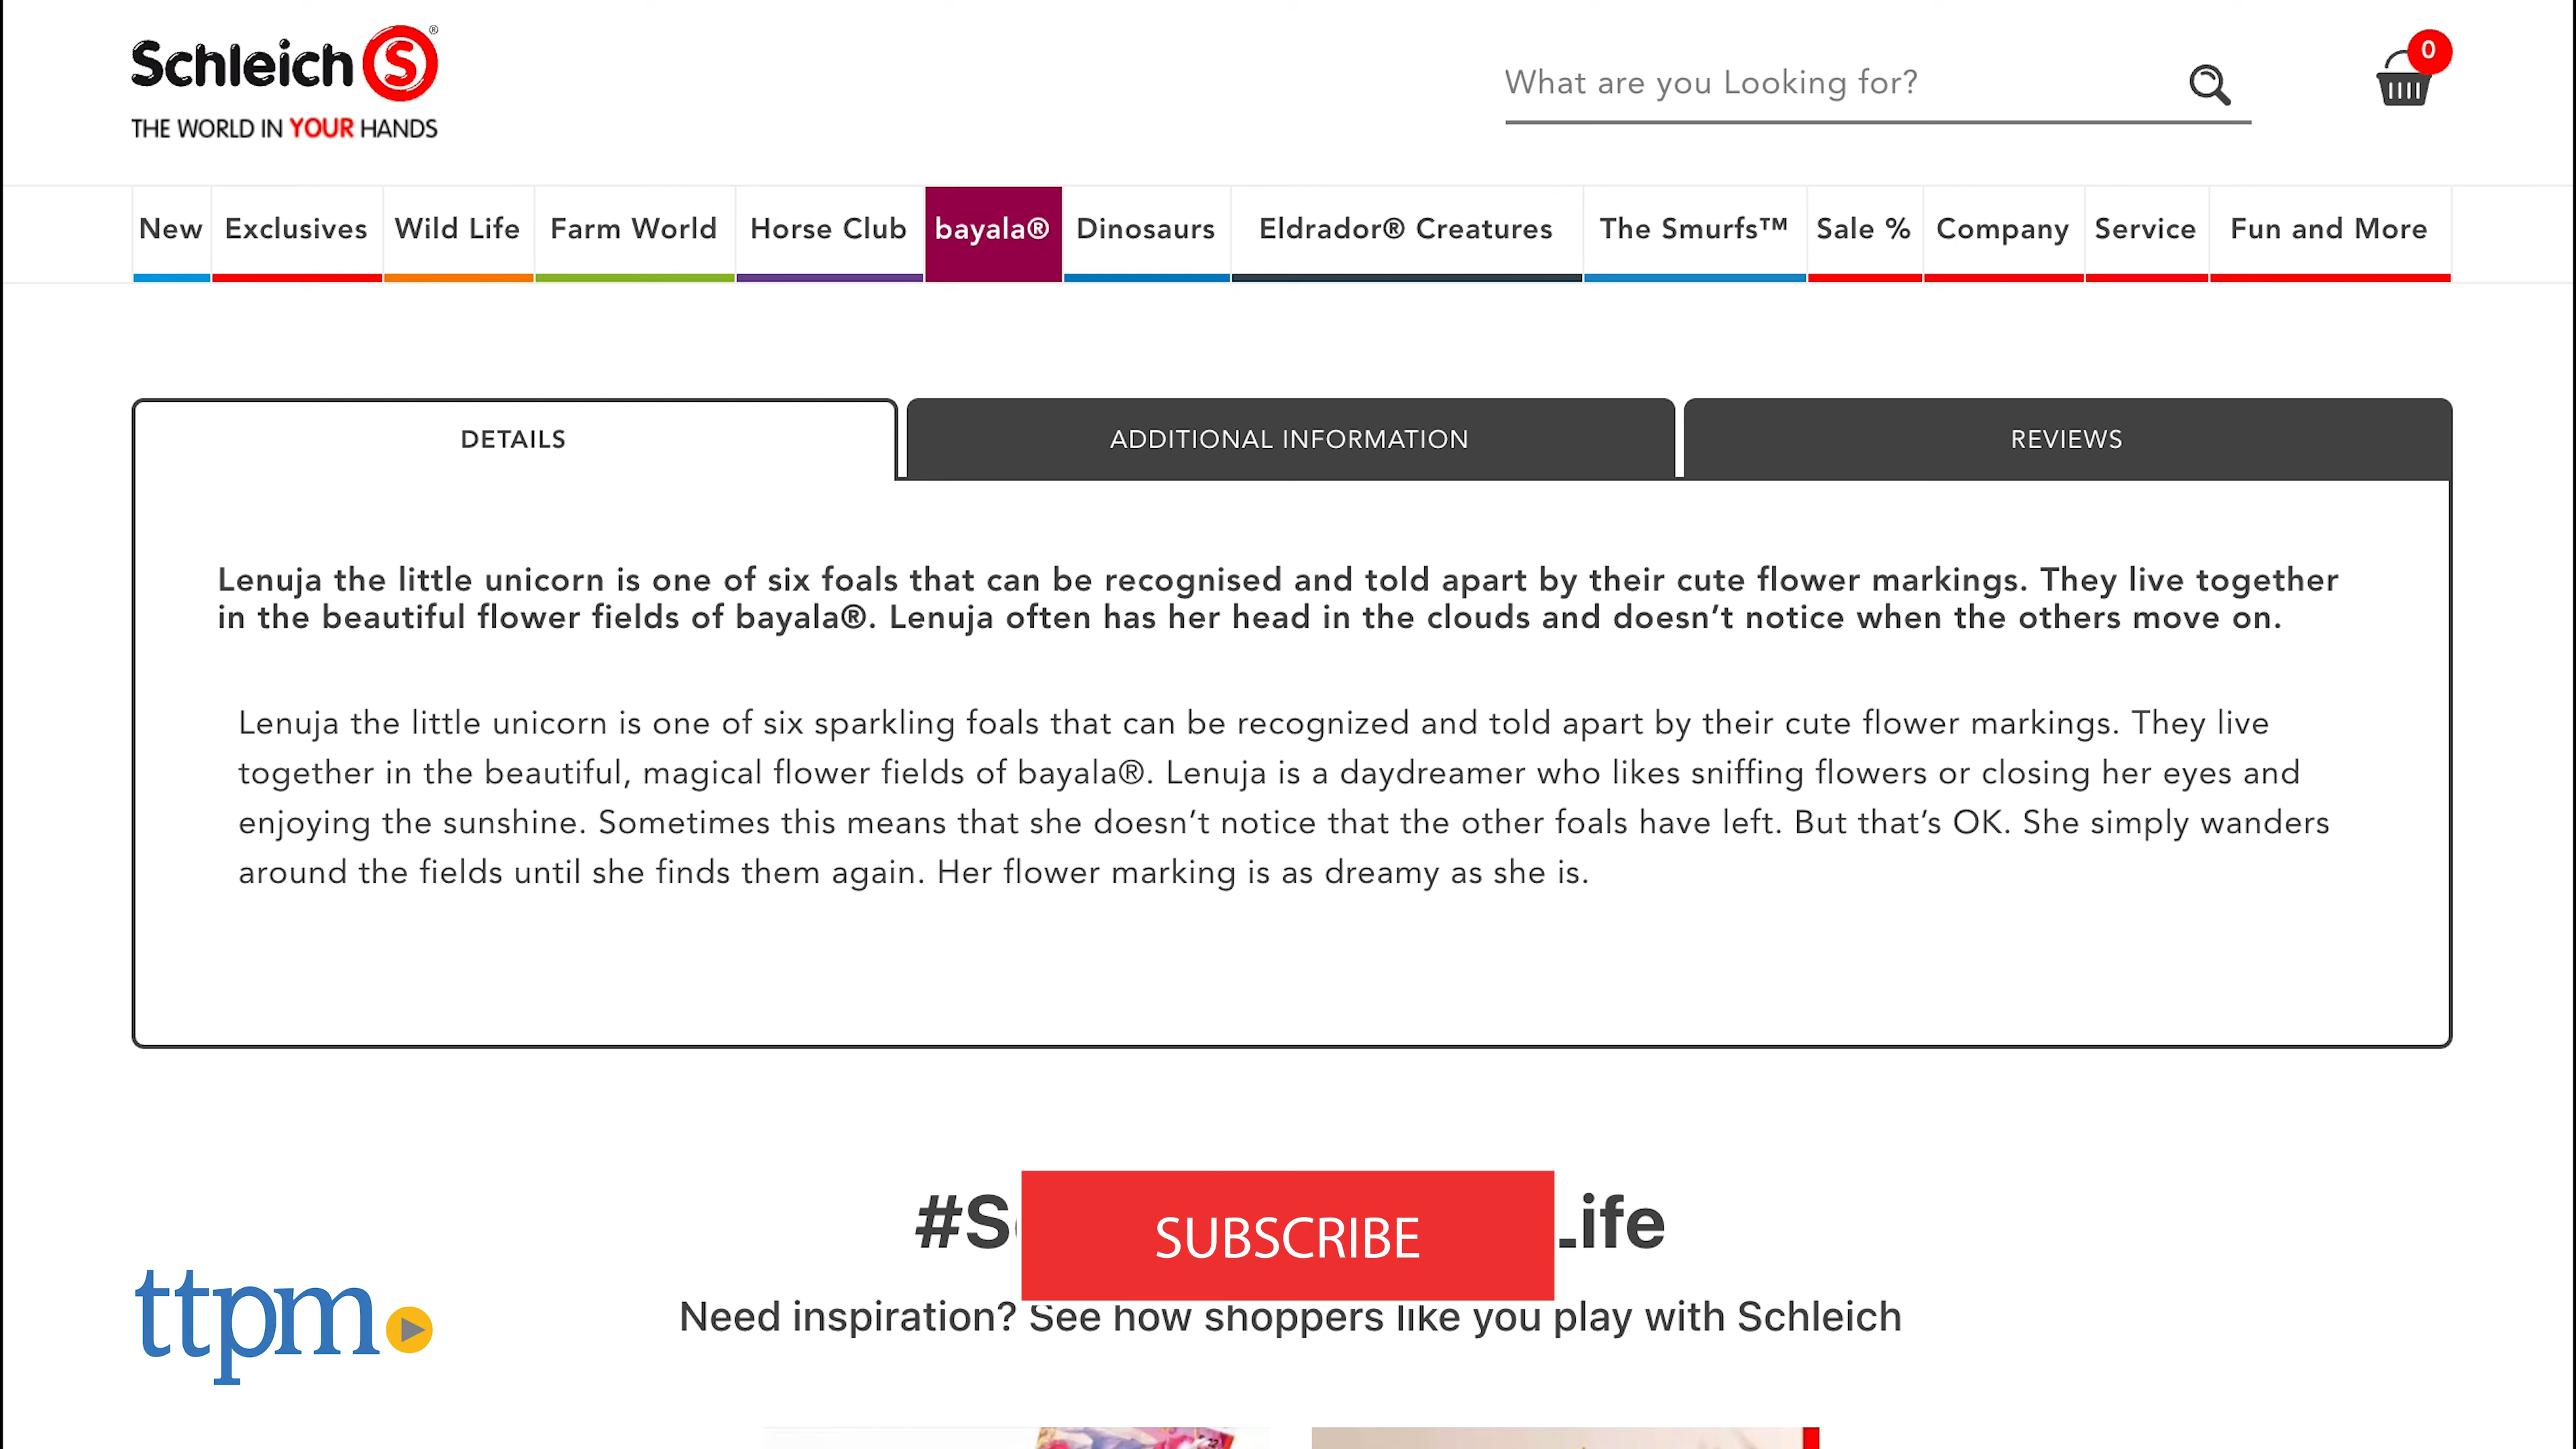 Schleich S®
THE WORLD IN YOUR HANDS
What are you Looking for?
0
New Exclusives Wild Life Farm World Horse Club bayala® Dinosaurs Eldrador® Creatures The Smurfs™ Sale % Company Service Fun and More
DETAILS ADDITIONAL INFORMATION REVIEWS
Lenuja the little unicorn is one of six foals that can be recognised and told apart by their cute flower markings. They live together
in the beautiful flower fields of bayala®. Lenuja often has her head in the clouds and doesn’t notice when the others move on.
Lenuja the little unicorn is one of six sparkling foals that can be recognized and told apart by their cute flower markings. They live
together in the beautiful, magical flower fields of bayala®. Lenuja is a daydreamer who likes sniffing flowers or closing her eyes and
enjoying the sunshine. Sometimes this means that she doesn’t notice that the other foals have left. But that’s OK. She simply wanders
around the fields until she finds them again. Her flower marking is as dreamy as she is.
SUBSCRIBE
Need inspiration? See how shoppers like you play with Schleich
ttpm